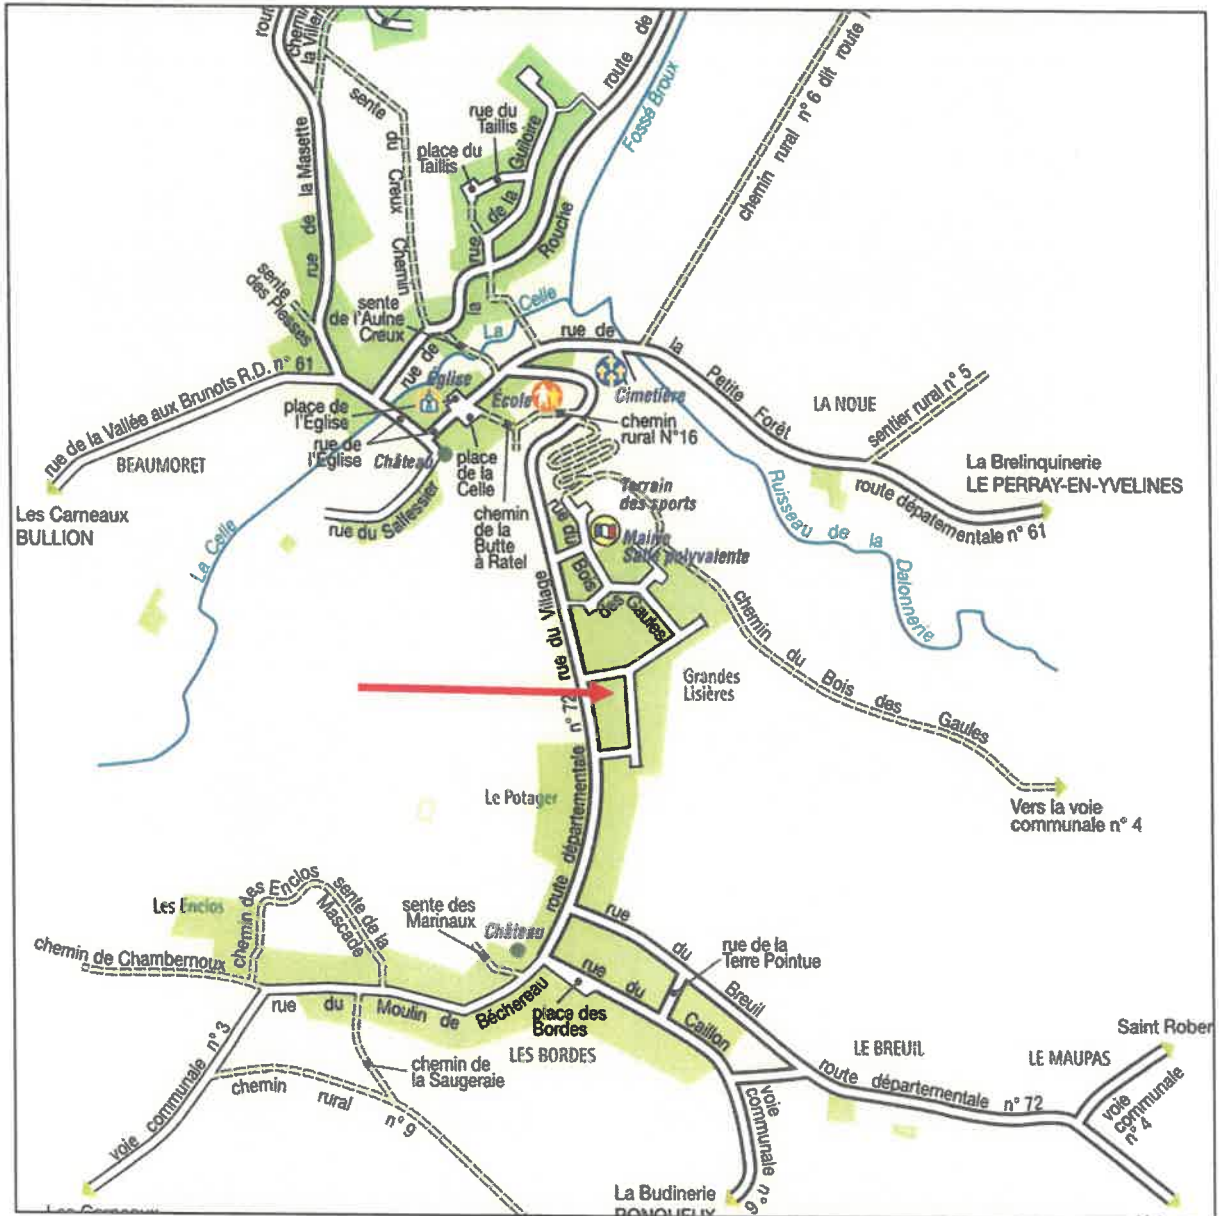 chemin
la Villen
rout
route de
sente du Creux Chemin
rue de la Masette
rue du
Taillis
place du
Taillis
rue de la Guiloire
Fossé Broux
chemin rural n° 6 dit route
rue de la Rouche
sente
des Plesses
sente
de l'Aulne
Creux
La Celle
rue de la Petite Forêt
rue de la Vallée aux Brunots R.D. n° 61
Église
École
Cimetière
place de
l'Eglise
rue de
l'Eglise
Château
place
de la
Celle
chemin
rural N°16
LA NOUE
sentier rural n° 5
BEAUMORET
Les Carneaux
BULLION
La Brelinquinerie
LE PERRAY-EN-YVELINES
route dépatementale n° 61
rue du Sallessier
chemin
de la
Butte
à Ratel
Terrain
des sports
Mairie
Salle polyvalente
Ruisseau de la Dalonnerie
La Celle
rue du Bois des Gaules
rue du Village
chemin du Bois des Gaules
Grandes
Lisières
route départementale n° 72
Le Potager
Vers la voie
communale n° 4
Les Enclos
chemin des Enclos
sente de la
Mascade
sente des
Marinaux
Château
chemin de Chambernoux
rue du Breuil
rue de la
Terre Pointue
rue du Caillon
rue du Moulin de Béchereau
place des
Bordes
LES BORDES
LE BREUIL
LE MAUPAS
Saint Rober
voie communale n° 3
chemin de
la Saugeraie
chemin rural n° 9
route départementale n° 72
voie
communale
n° 4
voie
communale n° 6
La Budinerie